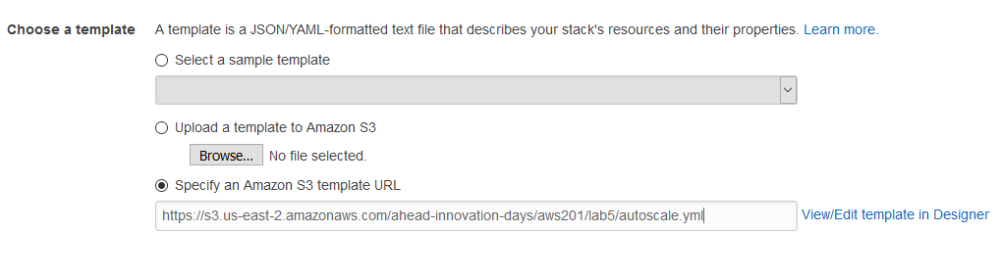 Choose a template A template is a JSON/YAML-formatted text file that describes your stack's resources and their properties. Learn more.
Select a sample template
Upload a template to Amazon S3
Browse... No file selected.
Specify an Amazon S3 template URL
https://s3.us-east-2.amazonaws.com/ahead-innovation-days/aws201/lab5/autoscale.yml View/Edit template in Designer